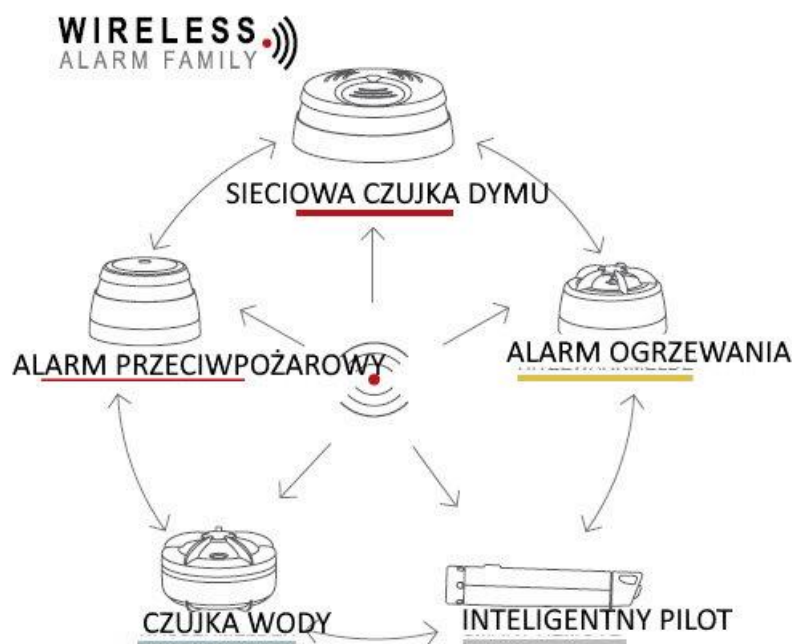 WIRELESS
ALARM FAMILY
SIECIOWA CZUJKA DYMU
ALARM PRZECIWPOŻAROWY
ALARM OGRZEWANIA
CZUJKA WODY
INTELIGENTNY PILOT